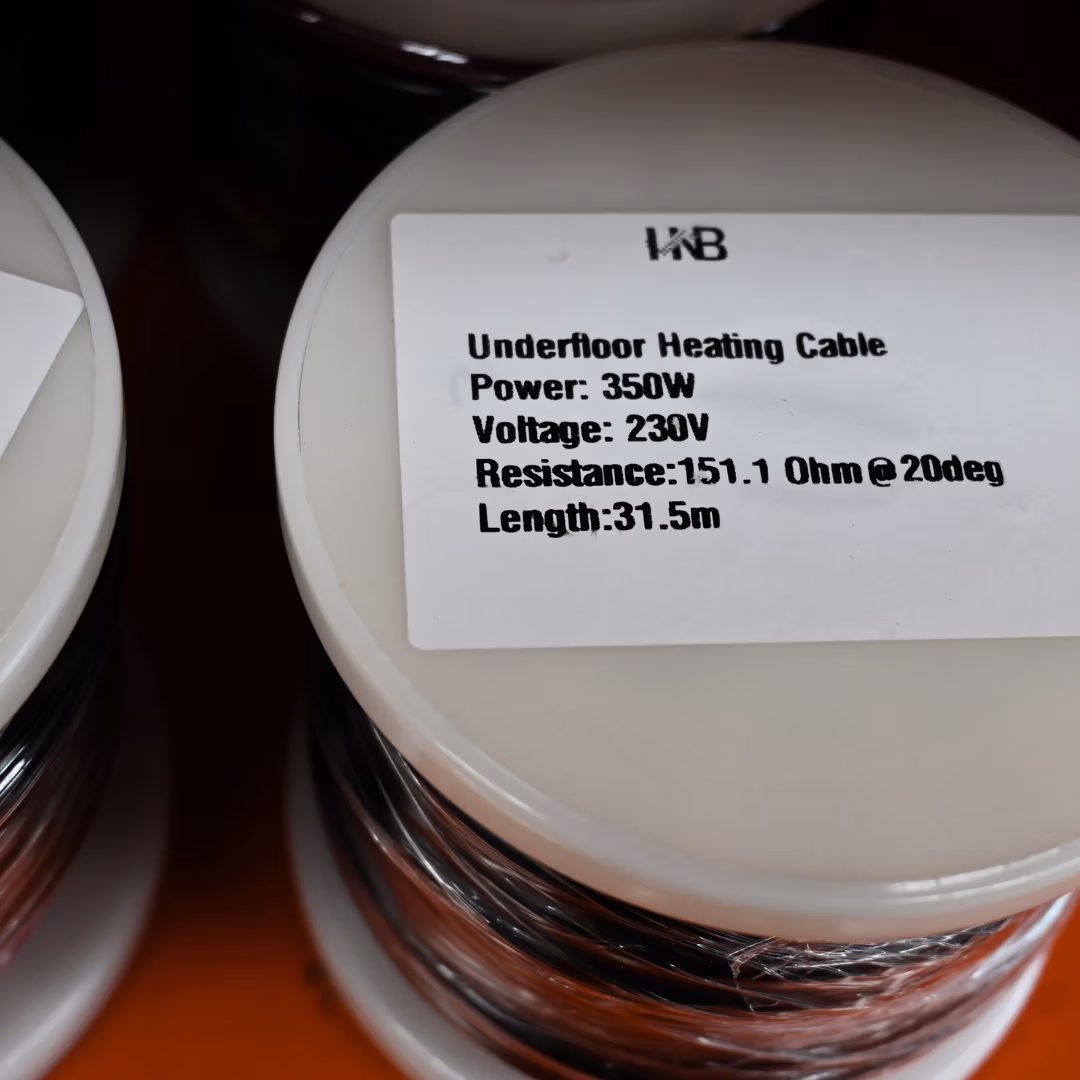 HNB
Underfloor Heating Cable
Power: 350W
Voltage: 230V
Resistance:151.1 Ohm@20deg
Length:31.5m